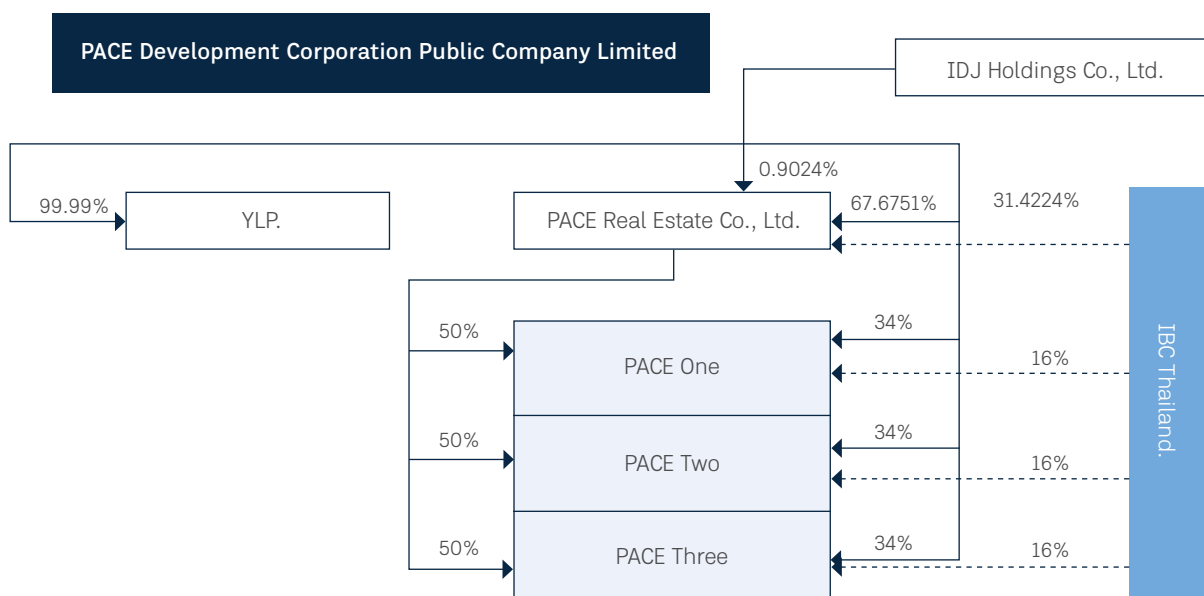 PACE Development Corporation Public Company Limited
IDJ Holdings Co., Ltd.
0.9024%
99.99%
YLP.
PACE Real Estate Co., Ltd.
67.6751%
31.4224%
50%
PACE One
34%
16%
50%
PACE Two
34%
16%
50%
PACE Three
34%
16%
IBC Thailand.